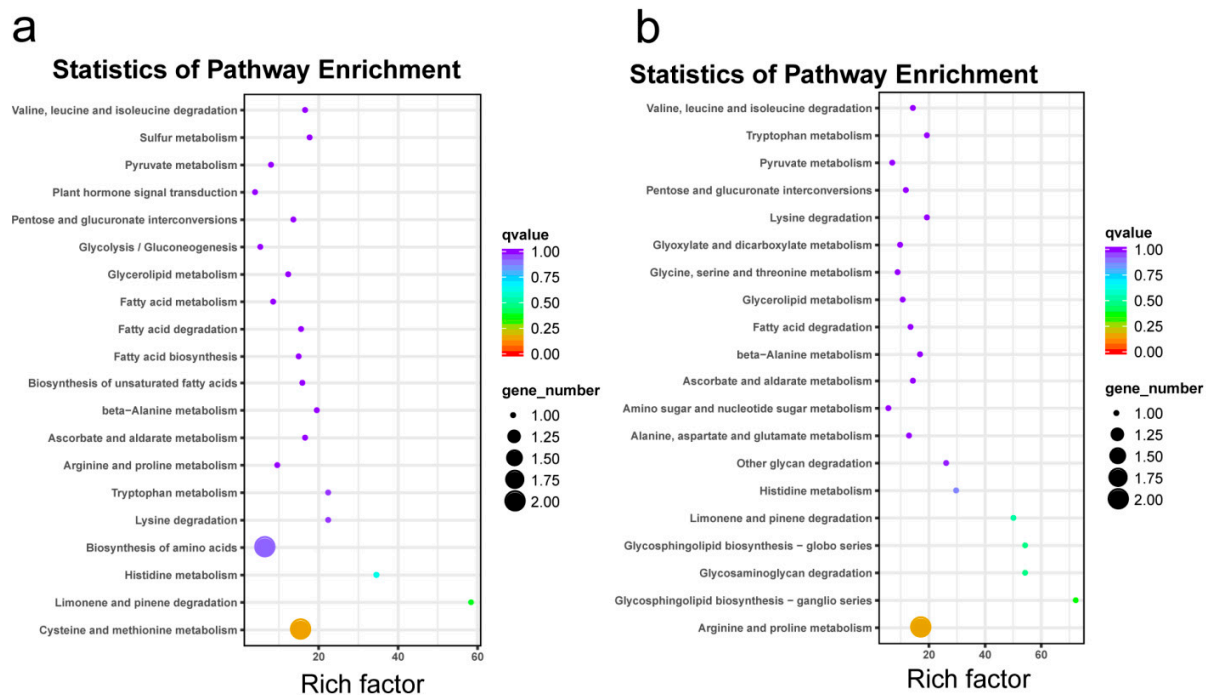 a
Statistics of Pathway Enrichment
Valine, leucine and isoleucine degradation
Sulfur metabolism
Pyruvate metabolism
Plant hormone signal transduction
Pentose and glucuronate interconversions
Glycolysis / Gluconeogenesis
Glycerolipid metabolism
Fatty acid metabolism
Fatty acid degradation
Fatty acid biosynthesis
Biosynthesis of unsaturated fatty acids
beta−Alanine metabolism
Ascorbate and aldarate metabolism
Arginine and proline metabolism
Tryptophan metabolism
Lysine degradation
Biosynthesis of amino acids
Histidine metabolism
Limonene and pinene degradation
Cysteine and methionine metabolism
20 40 60
Rich factor
qvalue
1.00
0.75
0.50
0.25
0.00
gene_number
1.00
1.25
1.50
1.75
2.00
b
Statistics of Pathway Enrichment
Valine, leucine and isoleucine degradation
Tryptophan metabolism
Pyruvate metabolism
Pentose and glucuronate interconversions
Lysine degradation
Glyoxylate and dicarboxylate metabolism
Glycine, serine and threonine metabolism
Glycerolipid metabolism
Fatty acid degradation
beta−Alanine metabolism
Ascorbate and aldarate metabolism
Amino sugar and nucleotide sugar metabolism
Alanine, aspartate and glutamate metabolism
Other glycan degradation
Histidine metabolism
Limonene and pinene degradation
Glycosphingolipid biosynthesis − globo series
Glycosaminoglycan degradation
Glycosphingolipid biosynthesis − ganglio series
Arginine and proline metabolism
20 40 60
Rich factor
qvalue
1.00
0.75
0.50
0.25
0.00
gene_number
1.00
1.25
1.50
1.75
2.00